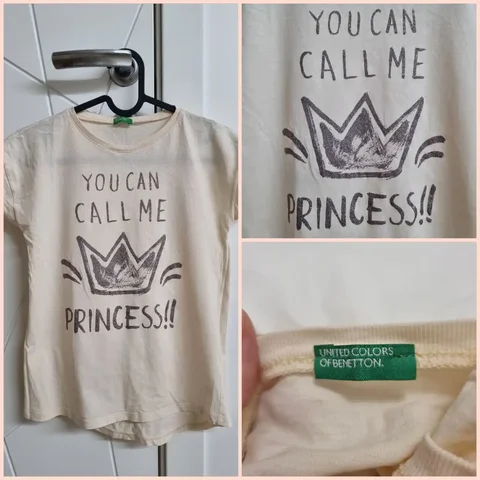 YOU CAN
CALL ME
PRINCESS!!
YOU CAN
CALL ME
PRINCESS!!
UNITED COLORS
OF BENETTON.